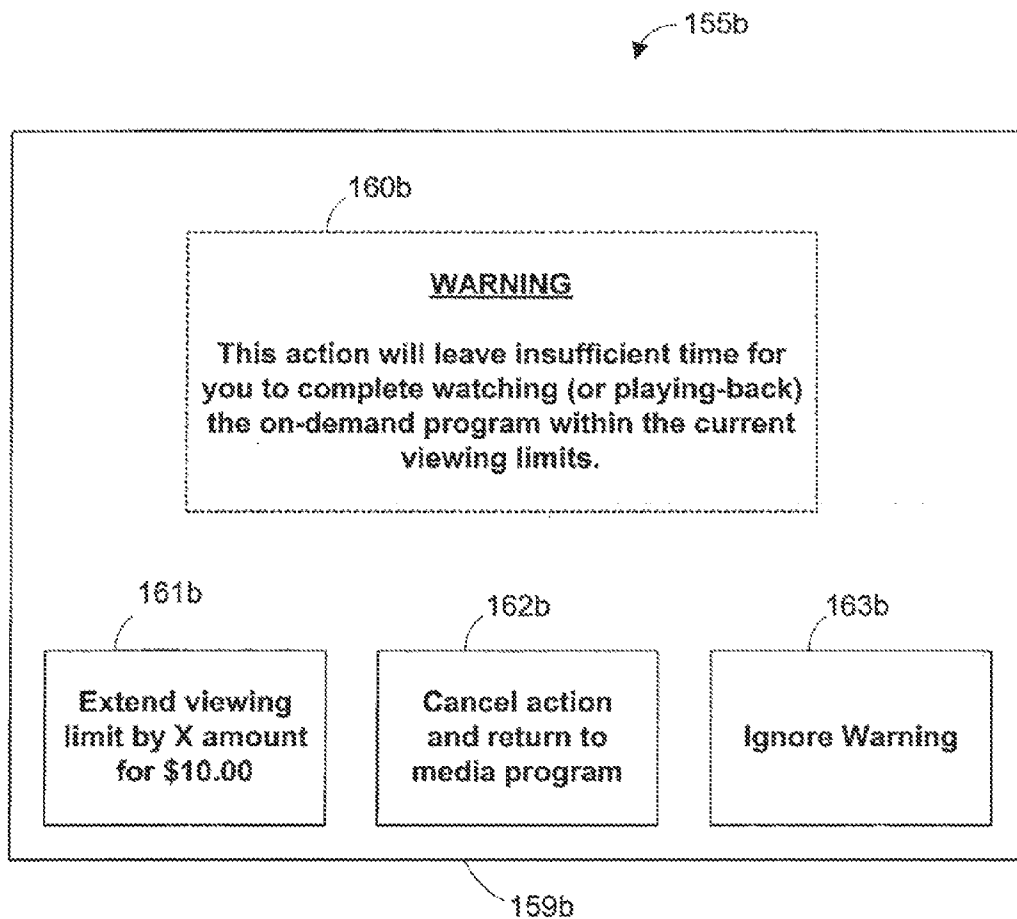 155b
160b
WARNING
This action will leave insufficient time for
you to complete watching (or playing-back)
the on-demand program within the current
viewing limits.
161b
162b
163b
Extend viewing
limit by X amount
for $10.00
Cancel action
and return to
media program
Ignore Warning
159b